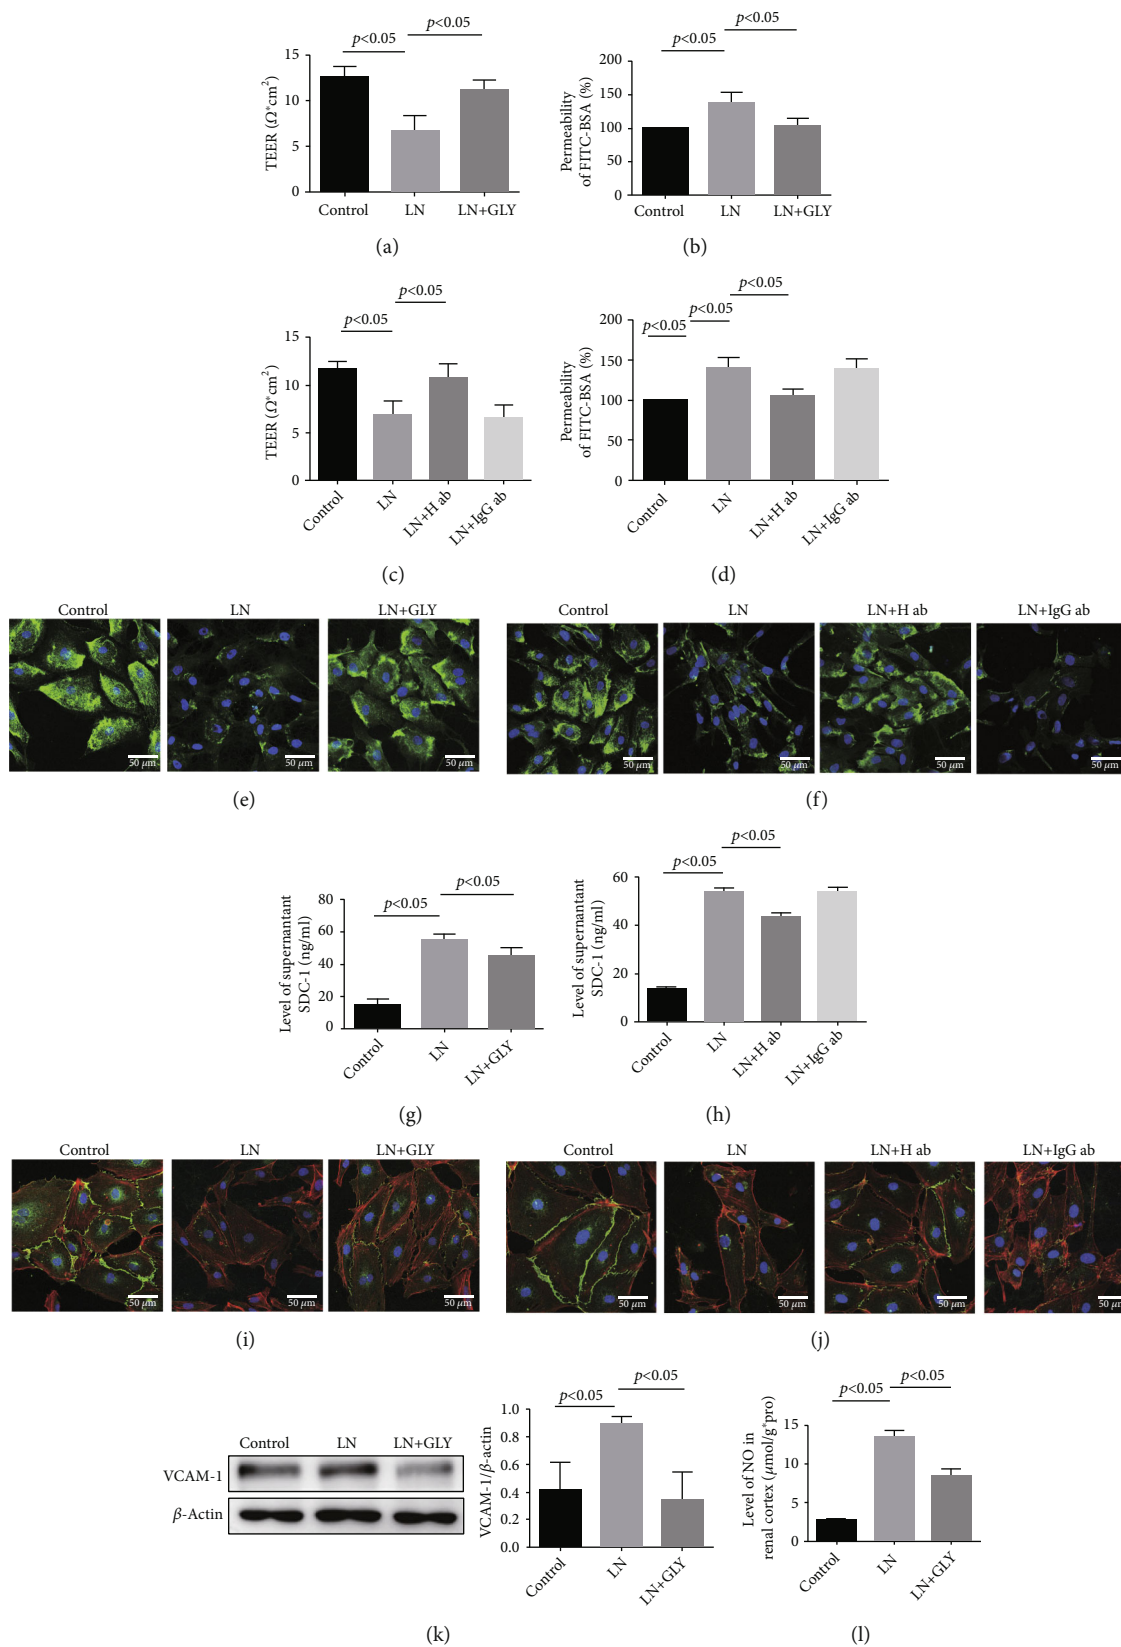 p<0.05
p<0.05
15
10
5
0
TEER (Ω*cm2)
Control
LN
LN+GLY
(a)
p<0.05
p<0.05
200
150
100
50
0
Permeability
of FITC-BSA (%)
Control
LN
LN+GLY
(b)
p<0.05
p<0.05
15
10
5
0
TEER (Ω*cm2)
Control
LN
LN+H ab
LN+IgG ab
(c)
p<0.05
p<0.05
p<0.05
200
150
100
50
0
Permeability
of FITC-BSA (%)
Control
LN
LN+H ab
LN+IgG ab
(d)
Control
LN
LN+GLY
50 μm
50 μm
50 μm
(e)
Control
LN
LN+H ab
LN+IgG ab
50 μm
50 μm
50 μm
50 μm
(f)
p<0.05
p<0.05
80
60
40
20
0
Level of supernantant
SDC-1 (ng/ml)
Control
LN
LN+GLY
(g)
p<0.05
p<0.05
60
40
20
0
Level of supernantant
SDC-1 (ng/ml)
Control
LN
LN+H ab
LN+IgG ab
(h)
Control
LN
LN+GLY
50 μm
50 μm
50 μm
(i)
Control
LN
LN+H ab
LN+IgG ab
50 μm
50 μm
50 μm
50 μm
(j)
Control
LN
LN+GLY
VCAM-1
β-Actin
p<0.05
p<0.05
1.0
0.8
0.6
0.4
0.2
0.0
VCAM-1/β-actin
Control
LN
LN+GLY
(k)
p<0.05
p<0.05
15
10
5
0
Level of NO in
renal cortex (μmol/g*pro)
Control
LN
LN+GLY
(l)